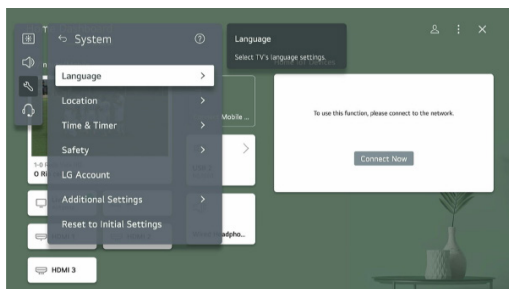 System
Language
Select TV's language settings.
Language
Location
Time & Timer
Safety
LG Account
Additional Settings
Reset to Initial Settings
Mobile ...
To use this function, please connect to the network.
Connect Now
HDMI 3